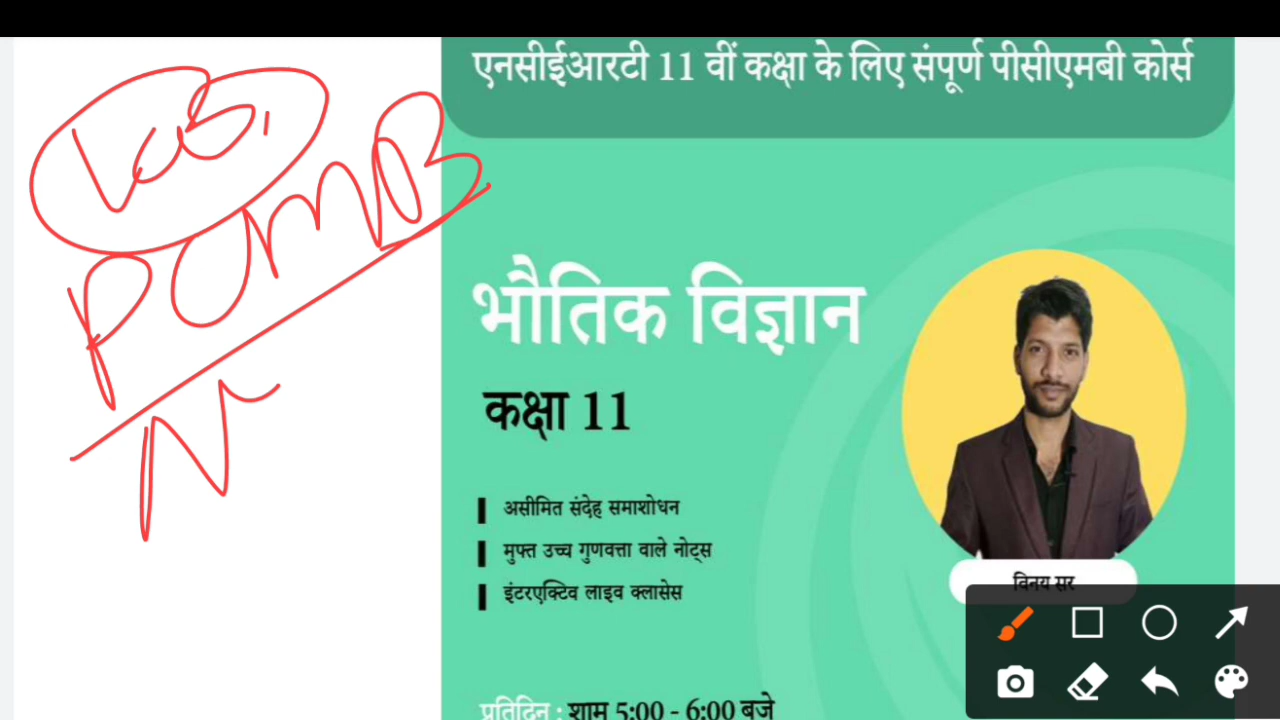 एनसीईआरटी 11 वीं कक्षा के लिए संपूर्ण पीसीएमबी कोर्स
PCMB
भौतिक विज्ञान
कक्षा 11
असीमित संदेह समाशोधन
मुफ्त उच्च गुणवत्ता वाले नोट्स
इंटरएक्टिव लाइव क्लासेस
विनय सर
प्रतिदिन : शाम 5:00 - 6:00 बजे